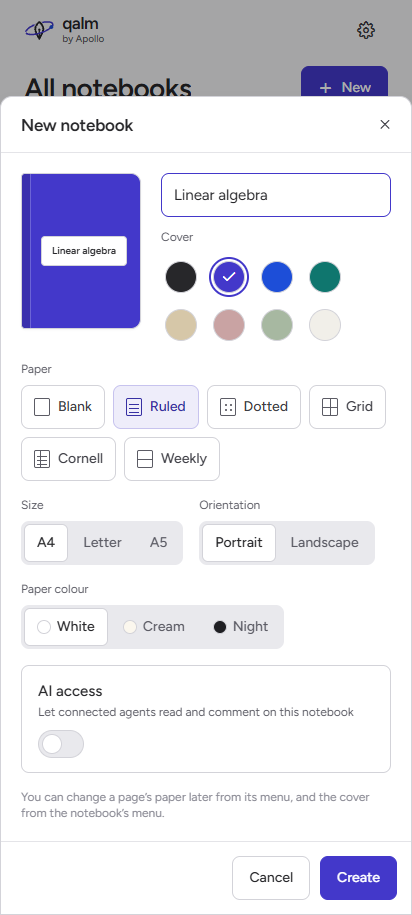 qalm
by Apollo
All notebooks
+ New
New notebook
Linear algebra
Linear algebra
Cover
Paper
Blank
Ruled
Dotted
Grid
Cornell
Weekly
Size
Orientation
A4
Letter
A5
Portrait
Landscape
Paper colour
White
Cream
Night
AI access
Let connected agents read and comment on this notebook
You can change a page's paper later from its menu, and the cover
from the notebook's menu.
Cancel
Create